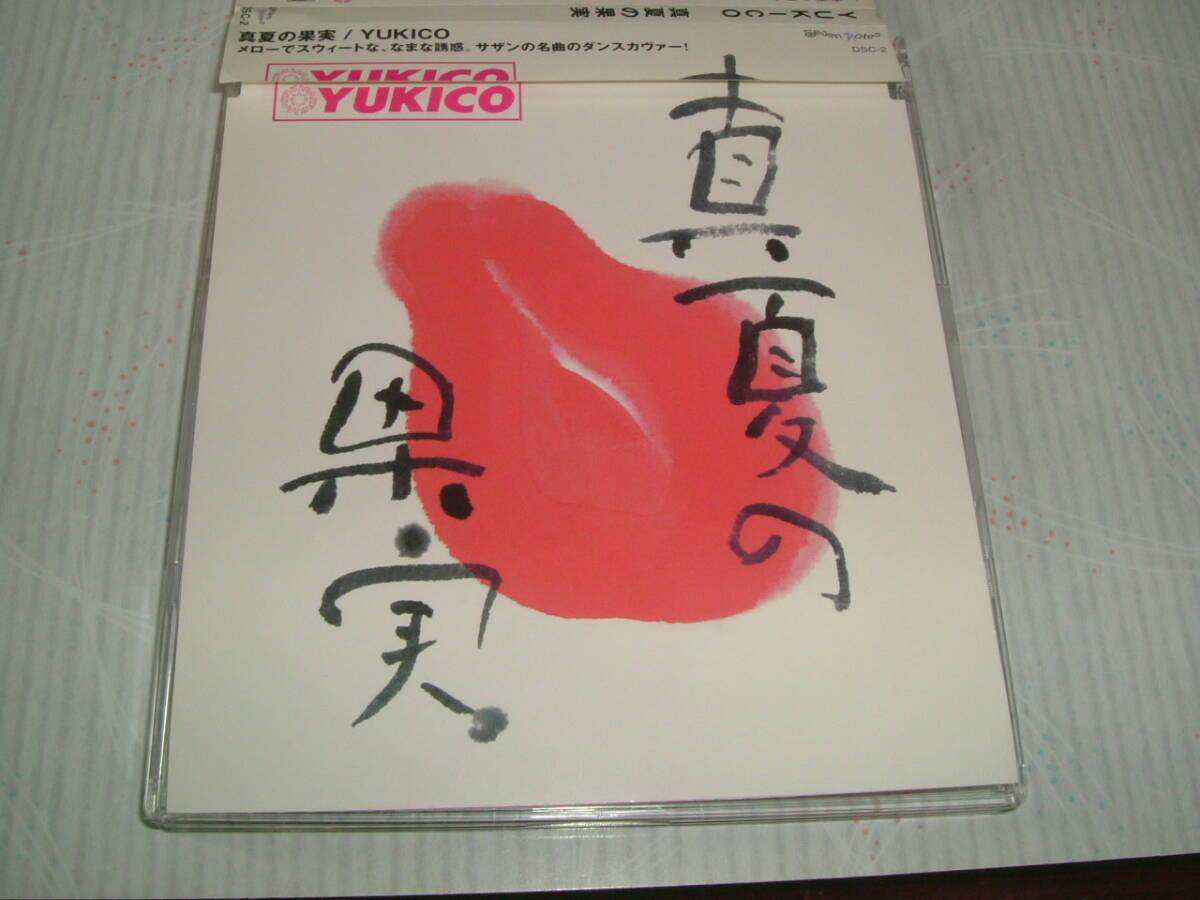 YUKICO 真夏の果実
DSC-2
真夏の果実 / YUKICO
メローでスウィートな、なまな誘惑。サザンの名曲のダンスカヴァー!
YUKICO
YUKICO
真夏の
果実